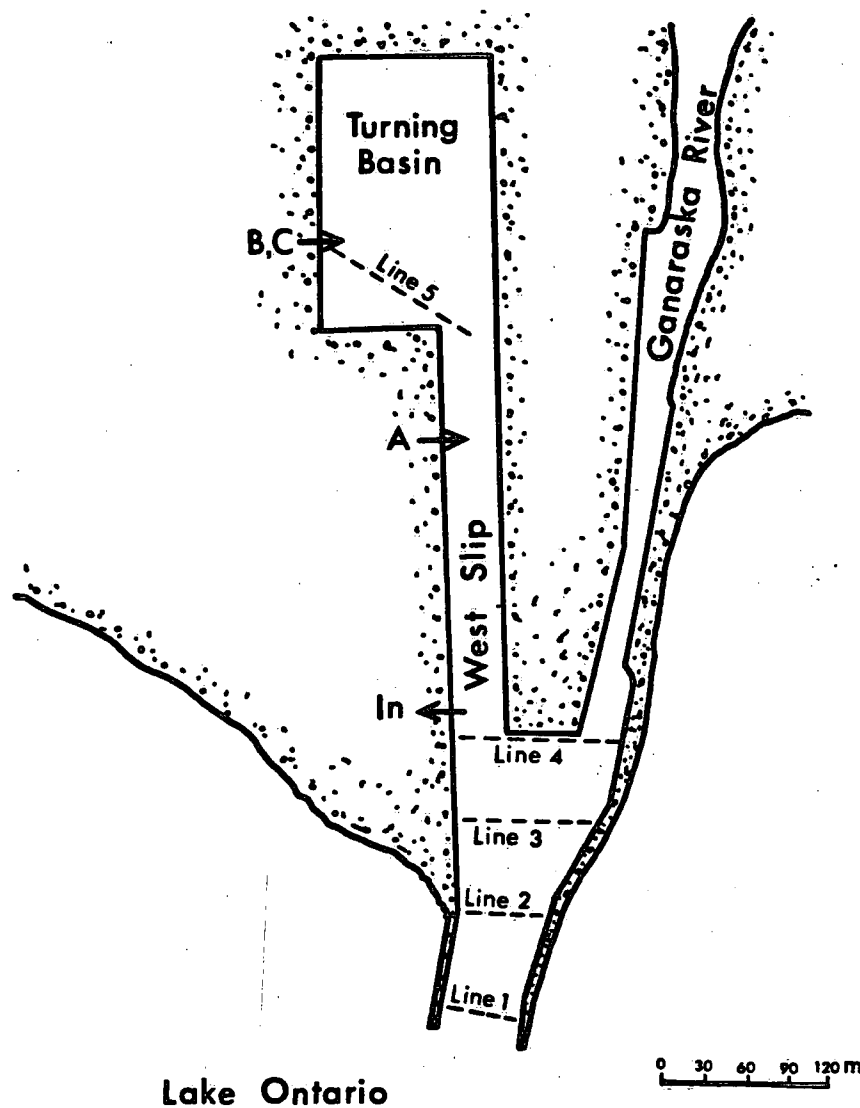 Turning
Basin
Ganaraska River
B,C
Line 5
A
West Slip
In
Line 4
Line 3
Line 2
Line 1
0 30 60 90 120 m
Lake Ontario